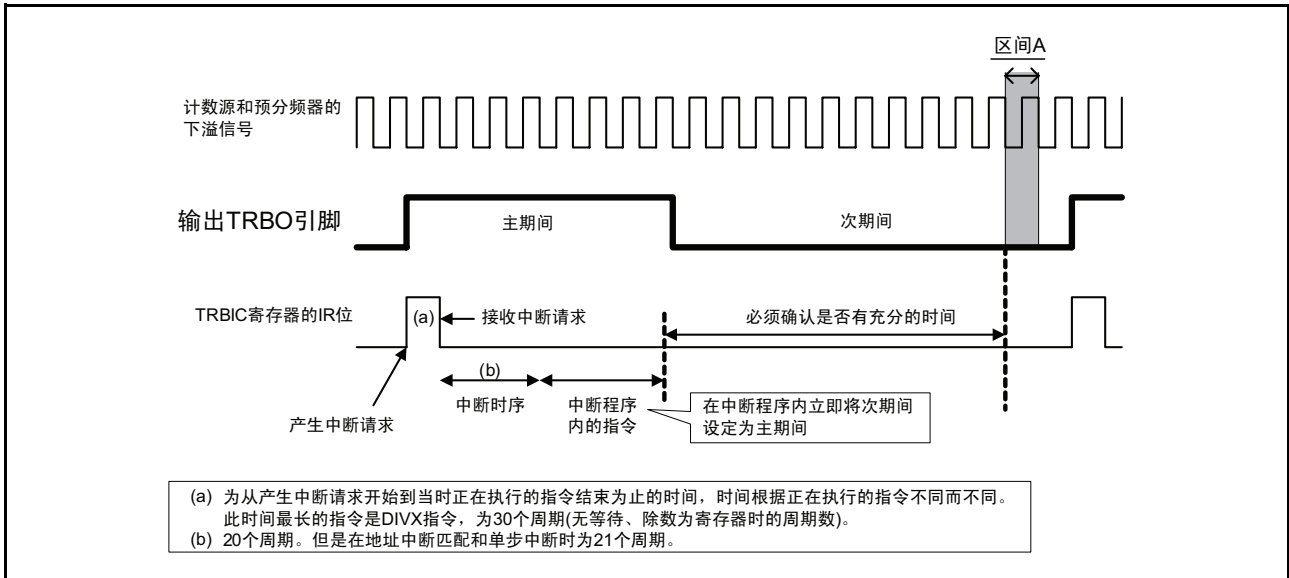 区间A
计数源和预分频器的
下溢信号
输出TRBO引脚
主期间
次期间
TRBIC寄存器的IR位
(a)
接收中断请求
必须确认是否有充分的时间
(b)
中断时序
中断程序
内的指令
在中断程序内立即将次期间
设定为主期间
产生中断请求
(a) 为从产生中断请求开始到当时正在执行的指令结束为止的时间，时间根据正在执行的指令不同而不同。
此时间最长的指令是DIVX指令，为30个周期(无等待、除数为寄存器时的周期数)。
(b) 20个周期。但是在地址中断匹配和单步中断时为21个周期。